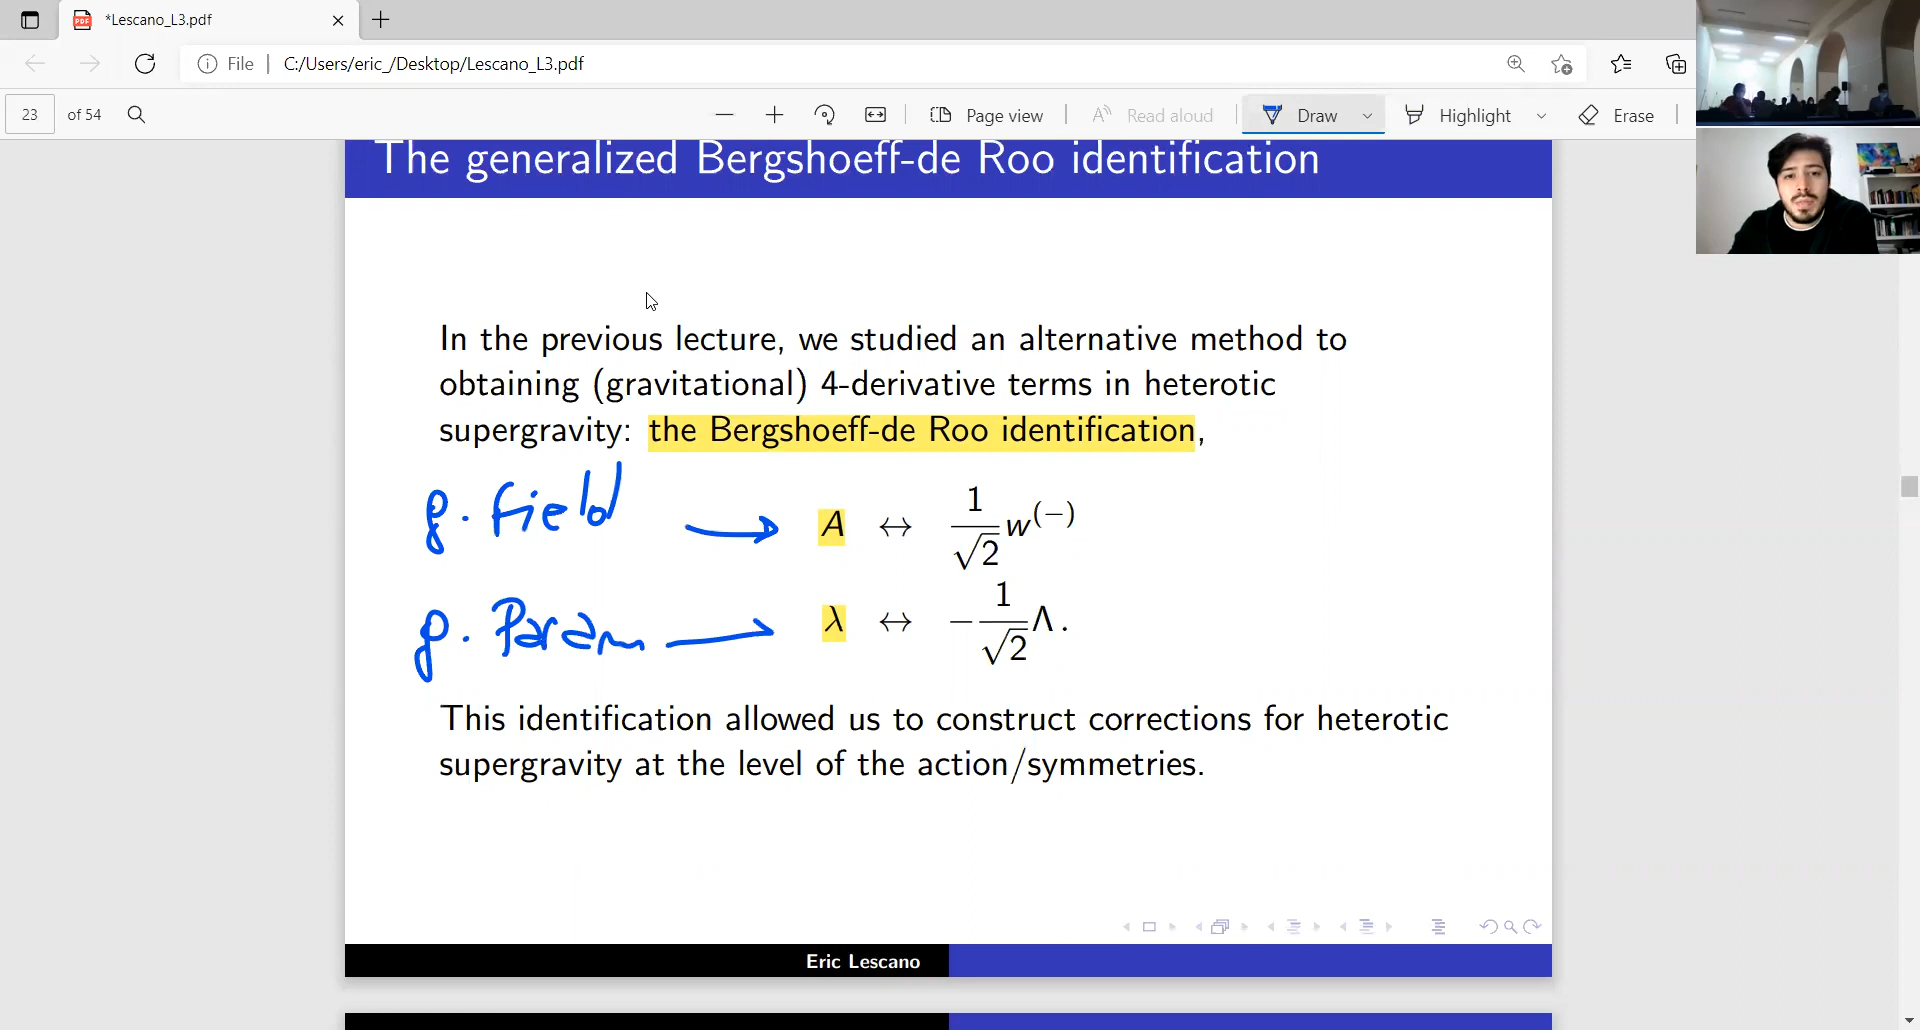 *Lescano_L3.pdf
File | C:/Users/eric_/Desktop/Lescano_L3.pdf
23 of 54 Page view Read aloud Draw Highlight Erase
The generalized Bergshoeff-de Roo identification
In the previous lecture, we studied an alternative method to
obtaining (gravitational) 4-derivative terms in heterotic
supergravity: the Bergshoeff-de Roo identification,
g. Field → A ↔ 1/√2 w^(−)
g. Param → λ ↔ −1/√2 Λ.
This identification allowed us to construct corrections for heterotic
supergravity at the level of the action/symmetries.
Eric Lescano